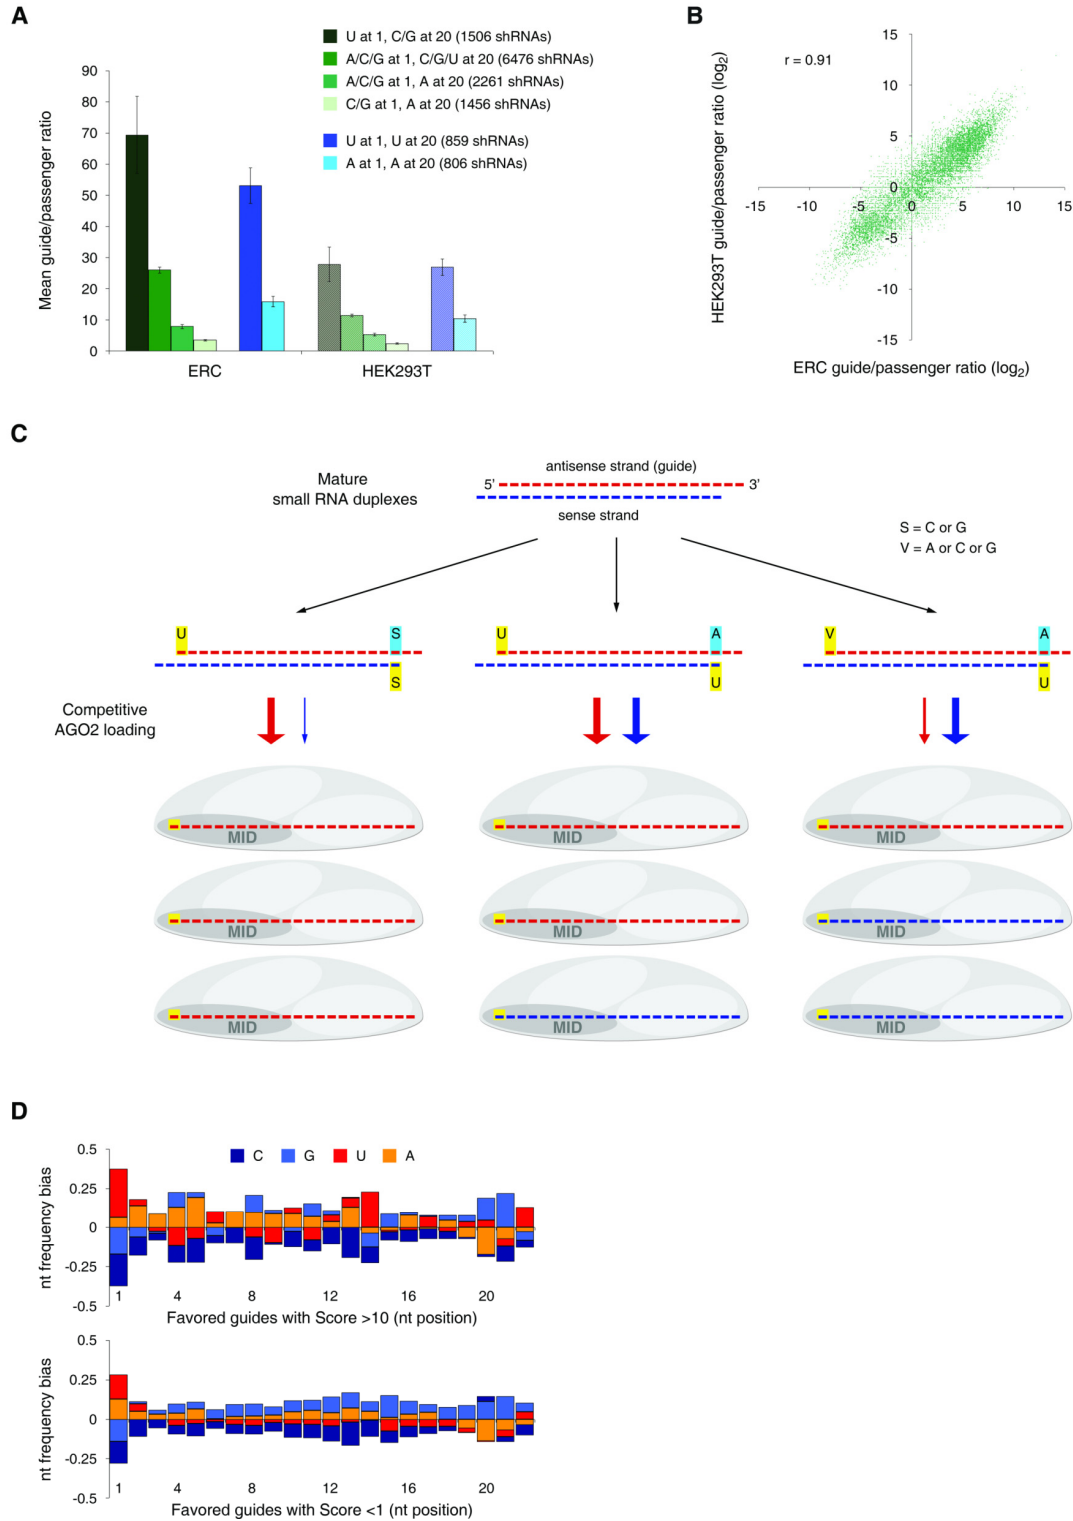 A
U at 1, C/G at 20 (1506 shRNAs)
A/C/G at 1, C/G/U at 20 (6476 shRNAs)
A/C/G at 1, A at 20 (2261 shRNAs)
C/G at 1, A at 20 (1456 shRNAs)
U at 1, U at 20 (859 shRNAs)
A at 1, A at 20 (806 shRNAs)
Mean guide/passenger ratio
90
80
70
60
50
40
30
20
10
0
ERC HEK293T
B
HEK293T guide/passenger ratio (log2)
r = 0.91
15
10
5
0
-15 -10 -5 0 5 10 15
-5
-10
-15
ERC guide/passenger ratio (log2)
C
Mature
small RNA duplexes
antisense strand (guide)
5' 3'
sense strand
S = C or G
V = A or C or G
U S U A V A
S U U
Competitive
AGO2 loading
MID MID MID
MID MID MID
MID MID MID
D
C G U A
nt frequency bias
0.5
0.25
0
-0.25
-0.5
1 4 8 12 16 20
Favored guides with Score >10 (nt position)
nt frequency bias
0.5
0.25
0
-0.25
-0.5
1 4 8 12 16 20
Favored guides with Score <1 (nt position)